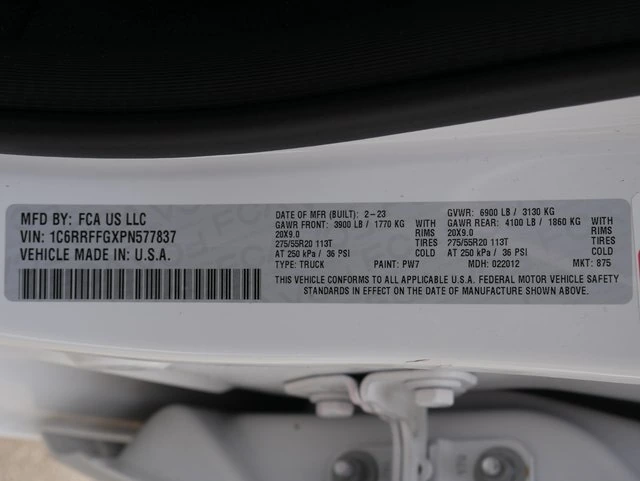 MFD BY: FCA US LLC
VIN: 1C6RRFFGXPN577837
VEHICLE MADE IN: U.S.A.
DATE OF MFR (BUILT): 2-23 GVWR: 6900 LB / 3130 KG
GAWR FRONT: 3900 LB / 1770 KG WITH GAWR REAR: 4100 LB / 1860 KG WITH
20X9.0 RIMS 20X9.0 RIMS
275/55R20 113T TIRES 275/55R20 113T TIRES
AT 250 kPa / 36 PSI COLD AT 250 kPa / 36 PSI COLD
TYPE: TRUCK PAINT: PW7 MDH: 022012 MKT: 875
THIS VEHICLE CONFORMS TO ALL APPLICABLE U.S.A. FEDERAL MOTOR VEHICLE SAFETY
STANDARDS IN EFFECT ON THE DATE OF MANUFACTURE SHOWN ABOVE.